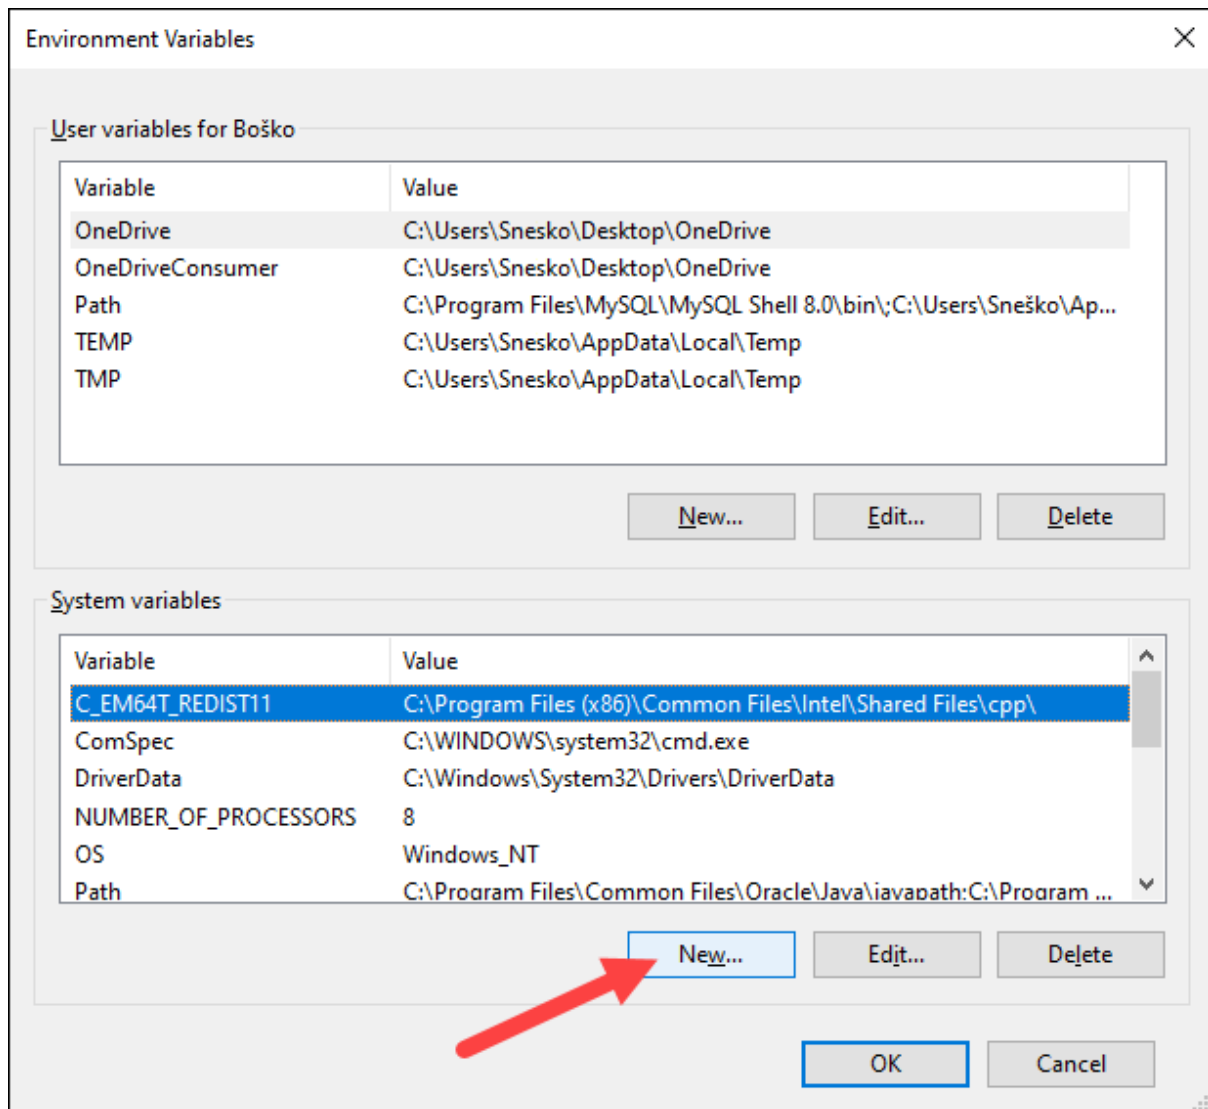 Environment Variables
User variables for Boško
Variable Value
OneDrive C:\Users\Snesko\Desktop\OneDrive
OneDriveConsumer C:\Users\Snesko\Desktop\OneDrive
Path C:\Program Files\MySQL\MySQL Shell 8.0\bin\;C:\Users\Sneško\Ap...
TEMP C:\Users\Snesko\AppData\Local\Temp
TMP C:\Users\Snesko\AppData\Local\Temp
New... Edit... Delete
System variables
Variable Value
C_EM64T_REDIST11 C:\Program Files (x86)\Common Files\Intel\Shared Files\cpp\
ComSpec C:\WINDOWS\system32\cmd.exe
DriverData C:\Windows\System32\Drivers\DriverData
NUMBER_OF_PROCESSORS 8
OS Windows_NT
Path C:\Program Files\Common Files\Oracle\Java\javapath;C:\Program ...
New... Edit... Delete
OK Cancel